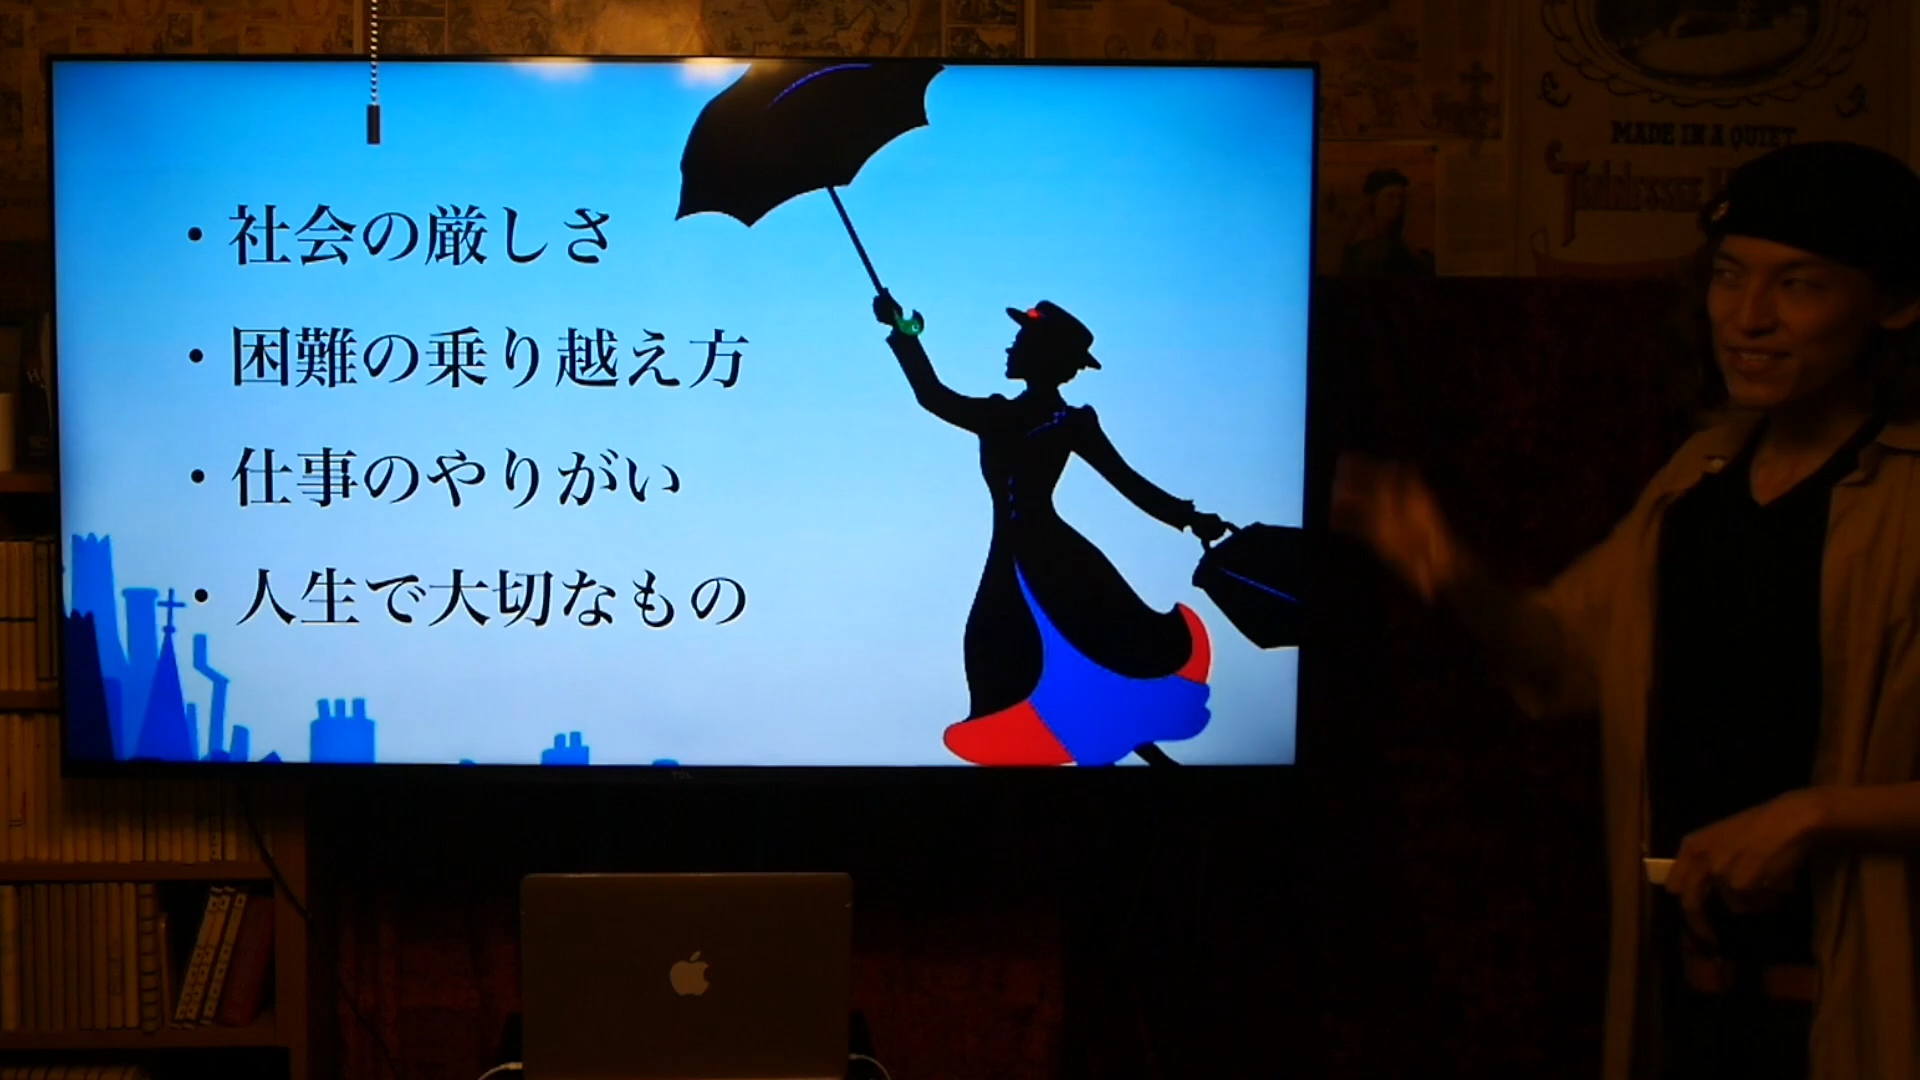 ・社会の厳しさ
・困難の乗り越え方
・仕事のやりがい
・人生で大切なもの
MADE IN A QUIET
TCL